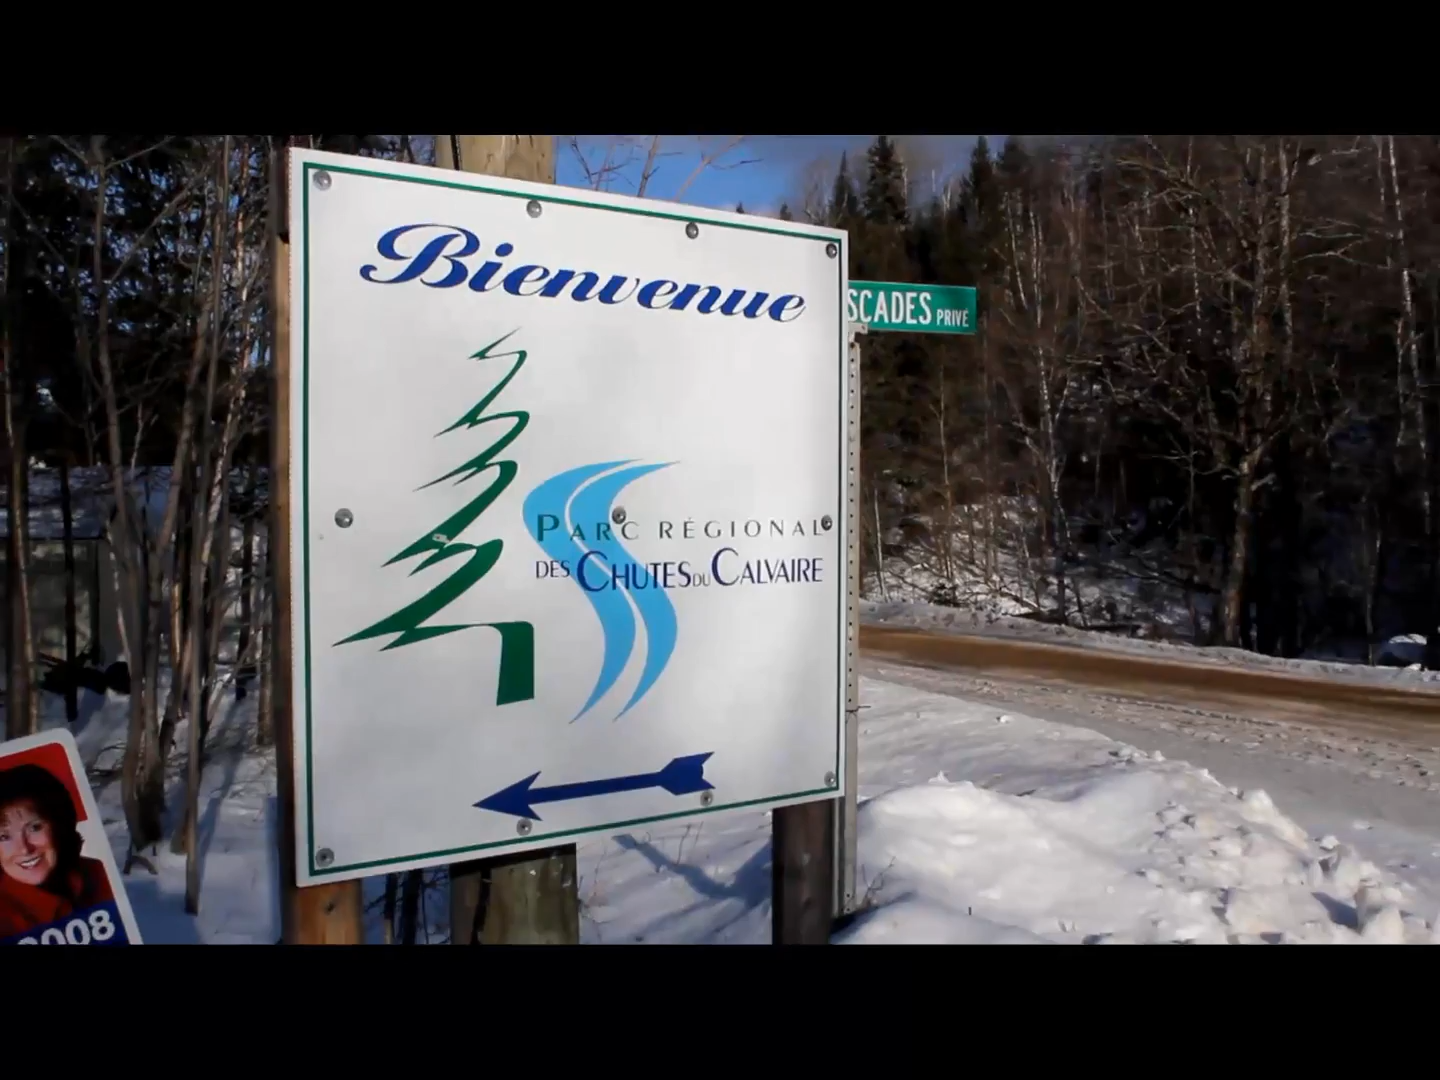 Bienvenue
SCADES PRIVÉ
PARC RÉGIONAL
DES CHUTES DU CALVAIRE
2008